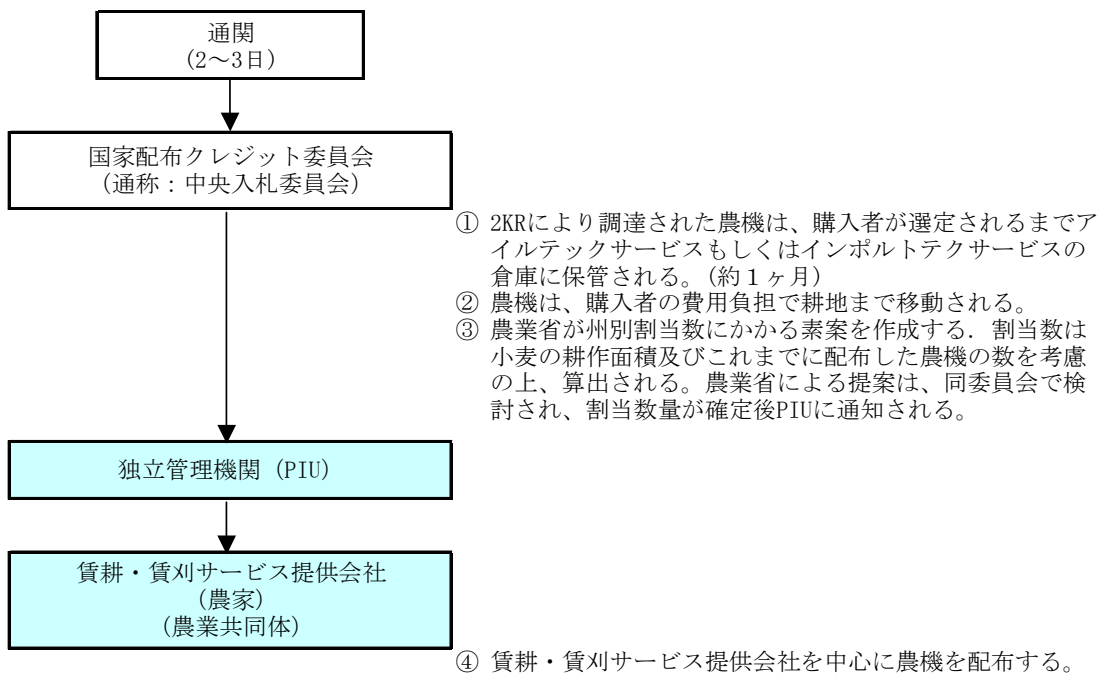 通関
(2～3日)
国家配布クレジット委員会
(通称：中央入札委員会)
① 2KRにより調達された農機は、購入者が選定されるまでア
イルテックサービスもしくはインポルトテクサービスの
倉庫に保管される。(約１ヶ月)
② 農機は、購入者の費用負担で耕地まで移動される。
③ 農業省が州別割当数にかかる素案を作成する．割当数は
小麦の耕作面積及びこれまでに配布した農機の数を考慮
の上、算出される。農業省による提案は、同委員会で検
討され、割当数量が確定後PIUに通知される。
独立管理機関 (PIU)
賃耕・賃刈サービス提供会社
(農家)
(農業共同体)
④ 賃耕・賃刈サービス提供会社を中心に農機を配布する。